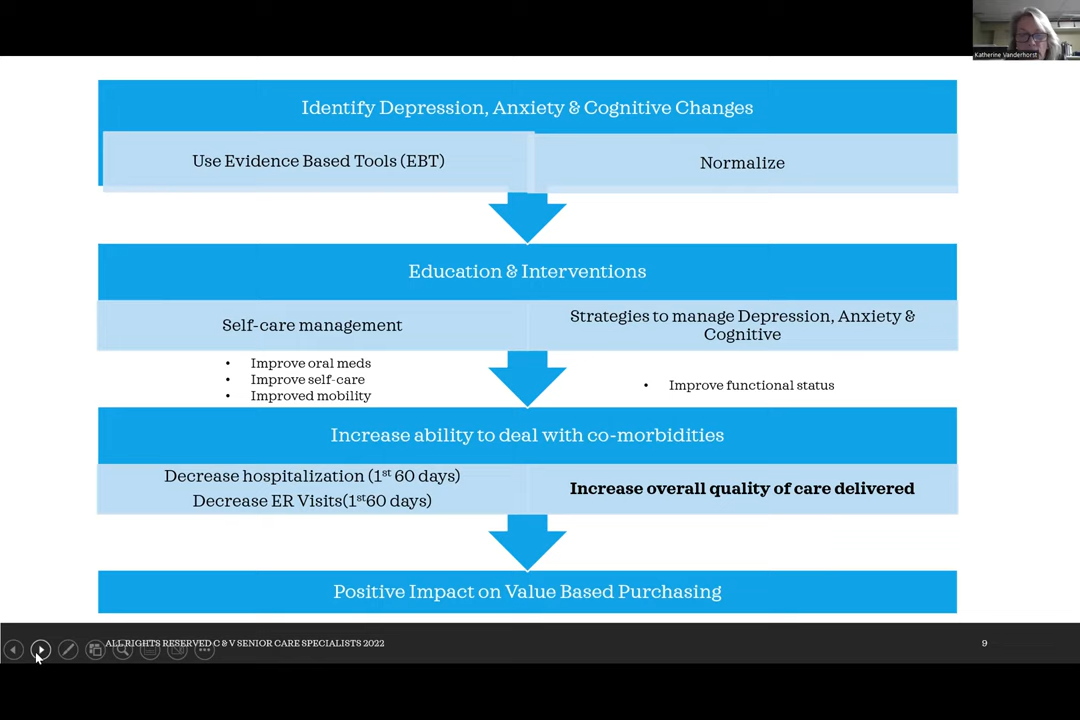 Katherine Vanderhorst
Identify Depression, Anxiety & Cognitive Changes
Use Evidence Based Tools (EBT)
Normalize
Education & Interventions
Self-care management
Strategies to manage Depression, Anxiety &
Cognitive
• Improve oral meds
• Improve self-care
• Improved mobility
• Improve functional status
Increase ability to deal with co-morbidities
Decrease hospitalization (1st 60 days)
Decrease ER Visits(1st60 days)
Increase overall quality of care delivered
Positive Impact on Value Based Purchasing
ALL RIGHTS RESERVED C & V SENIOR CARE SPECIALISTS 2022
9